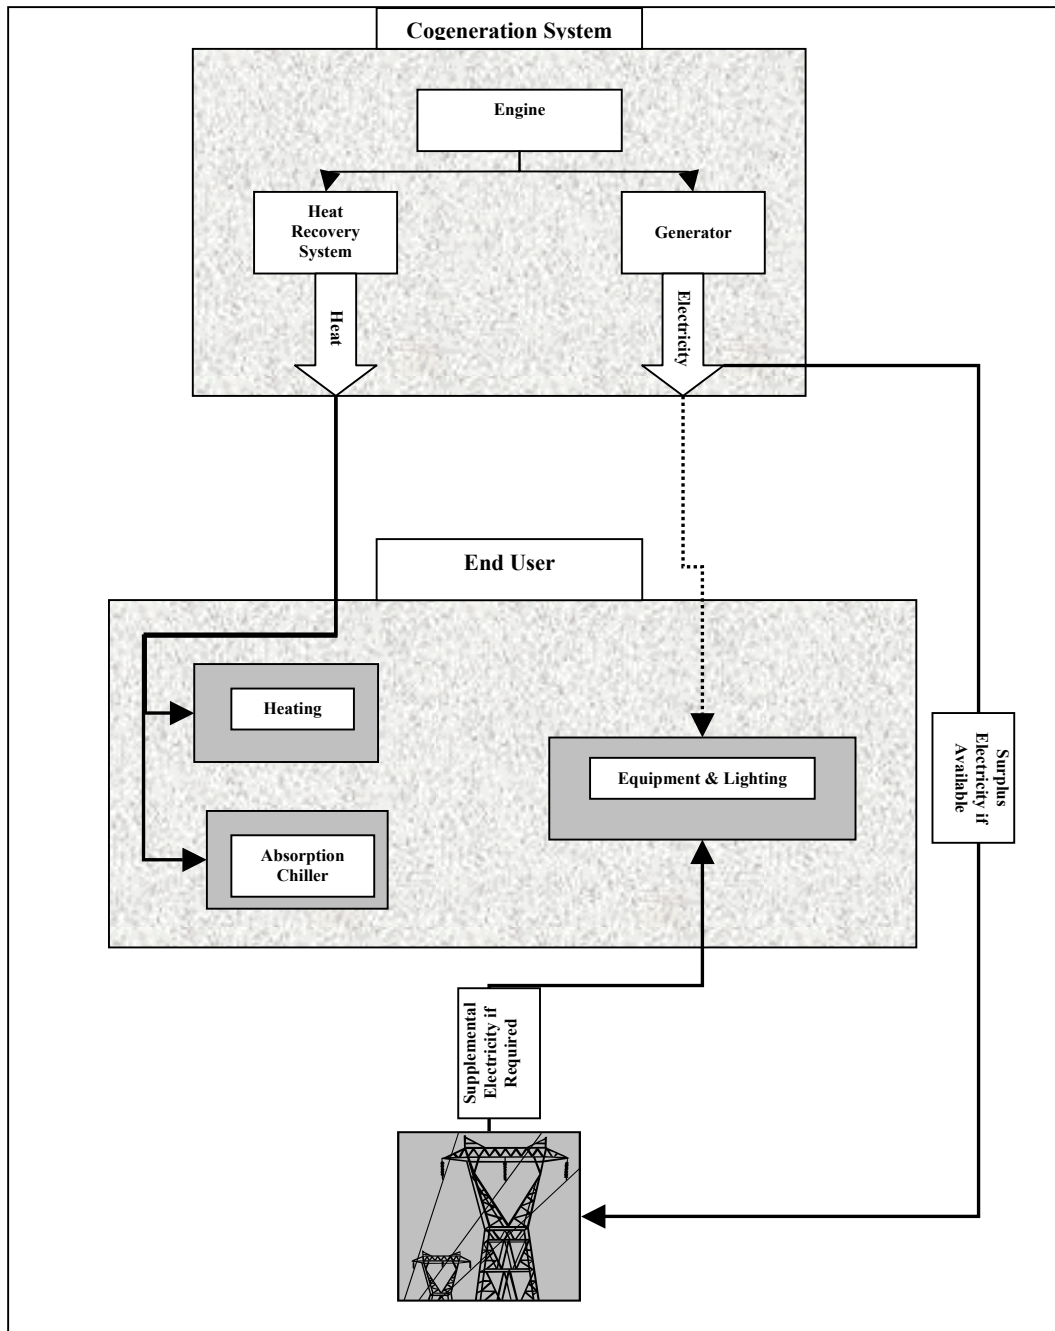 Cogeneration System
Engine
Heat
Recovery
System
Generator
Heat
Electricity
End User
Heating
Equipment & Lighting
Surplus
Electricity if
Available
Absorption
Chiller
Supplemental
Electricity if
Required